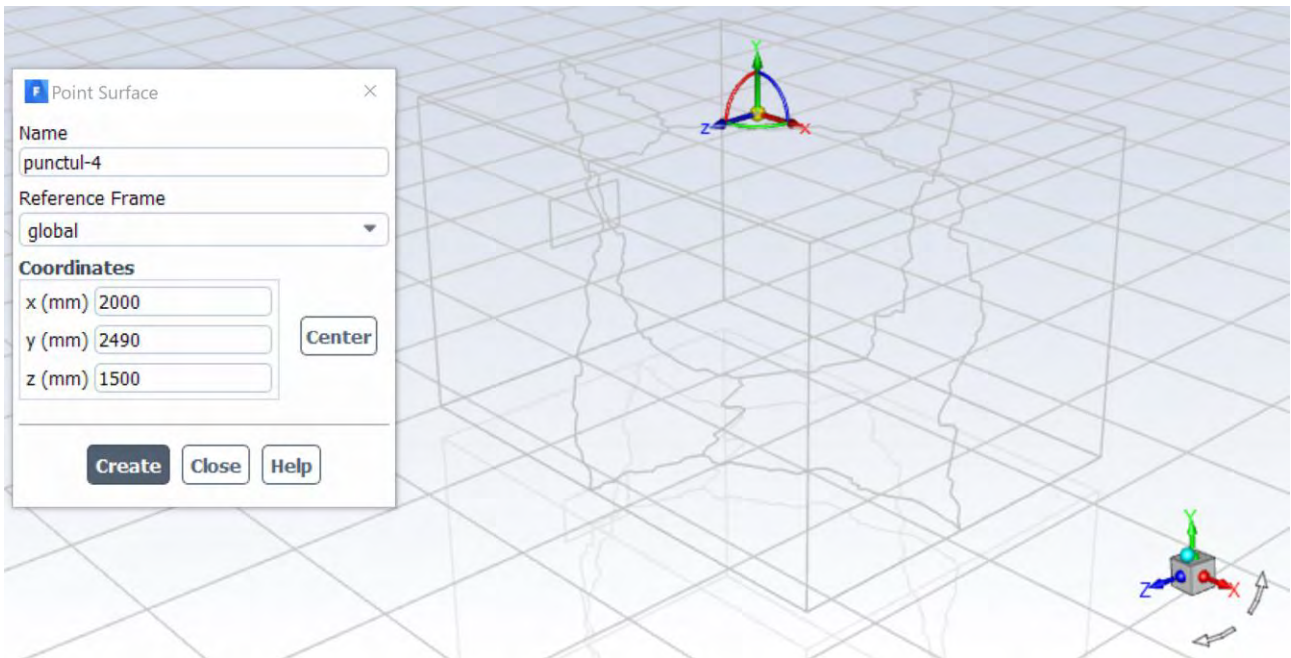 F Point Surface
Name
punctul-4
Reference Frame
global
Coordinates
x (mm) 2000
y (mm) 2490
z (mm) 1500
Center
Create Close Help
Y
Z X
Y
Z X